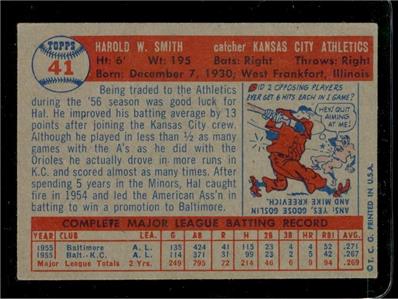 TOPPS
41
HAROLD W. SMITH catcher KANSAS CITY ATHLETICS
Ht: 6' Wt: 195 Bats: Right Throws: Right
Born: December 7, 1930; West Frankfort, Illinois
Being traded to the Athletics
during the '56 season was good luck for
Hal. He improved his batting average by 13
points after joining the Kansas City crew.
Although he played in less than ½ as many
games with the A's as he did with the
Orioles he actually drove in more runs in
K.C. and scored almost as many times. After
spending 5 years in the Minors, Hal caught
fire in 1954 and led the American Ass'n in
batting to win a promotion to Baltimore.
DID 2 OPPOSING PLAYERS
EVER GET 6 HITS EACH IN 1 GAME?
HEY! QUIT
AIMING AT
ME!
ANS: YES, GOOSE GOSLIN
AND MIKE KREEVICH
COMPLETE MAJOR LEAGUE BATTING RECORD
YEAR CLUB G AB R H 2B 3B HR RBI AVG.
1955 Baltimore A. L. 135 424 41 115 23 4 4 52 .271
1955 Balt.-K.C. A. L. 114 371 31 23 2 5 42 .267
Major League Totals 2 Yrs. 249 795 72 214 46 6 9 94 .269
© T. C. G. PRINTED IN U.S.A.